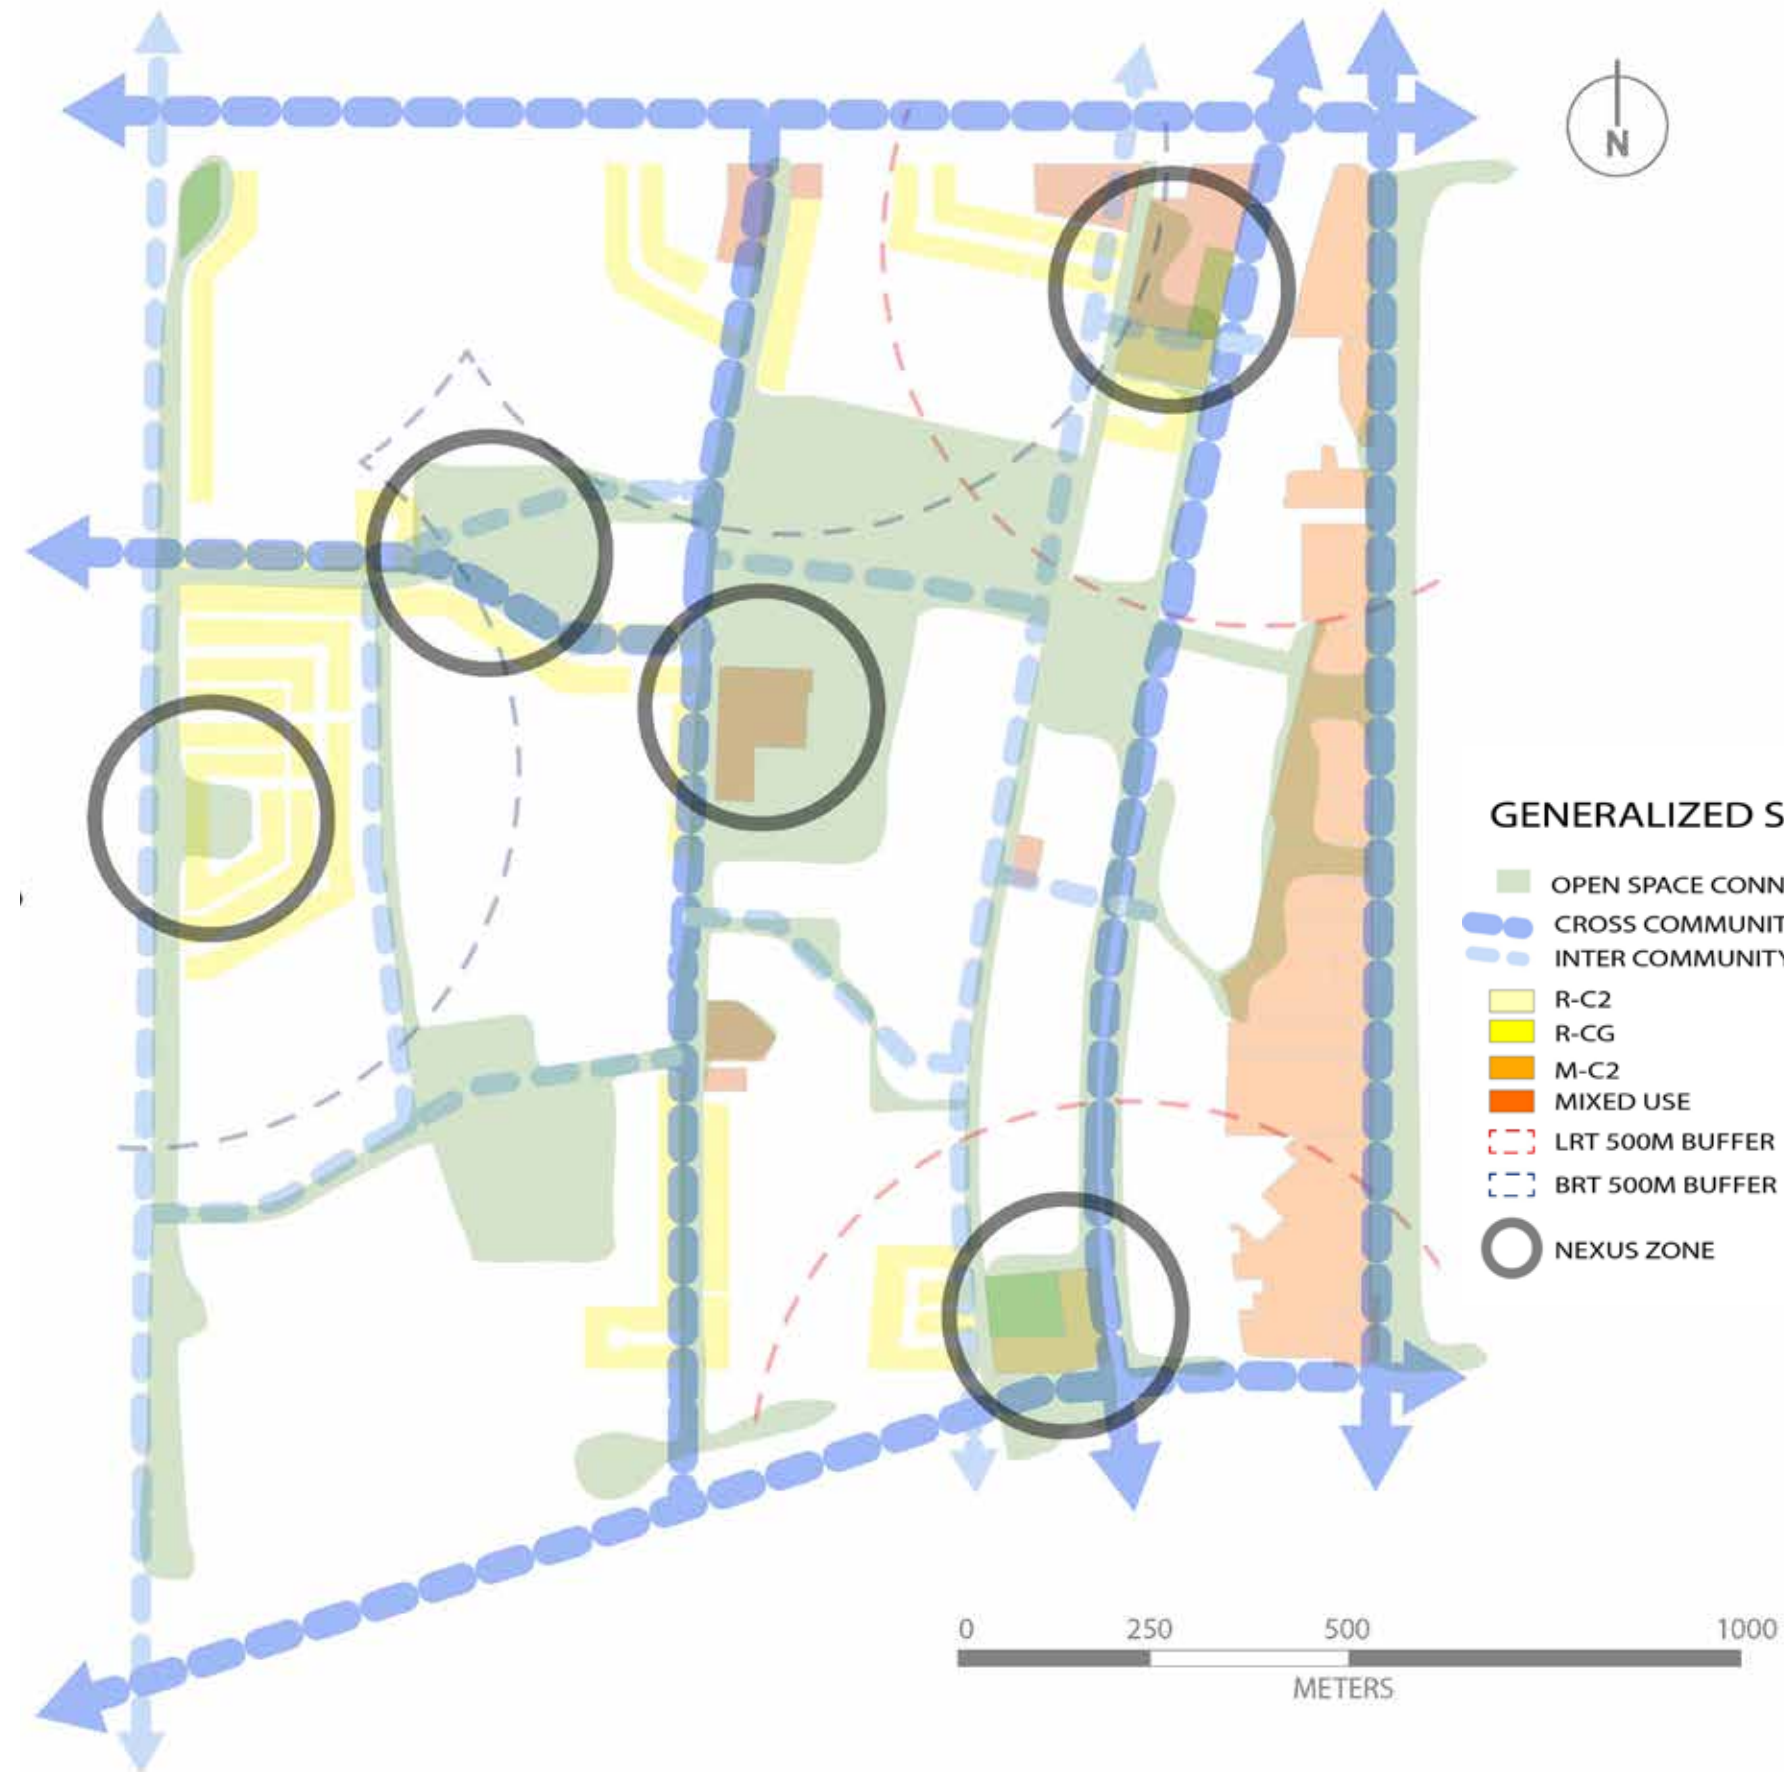 N
GENERALIZED S
OPEN SPACE CONN
CROSS COMMUNIT
INTER COMMUNITY
R-C2
R-CG
M-C2
MIXED USE
LRT 500M BUFFER
BRT 500M BUFFER
NEXUS ZONE
0 250 500 1000
METERS